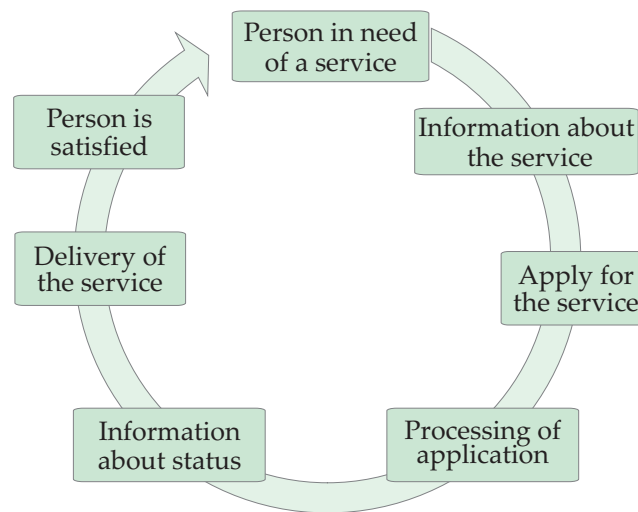 Person in need
of a service
Information about
the service
Apply for
the service
Processing of
application
Information
about status
Delivery of
the service
Person is
satisfied